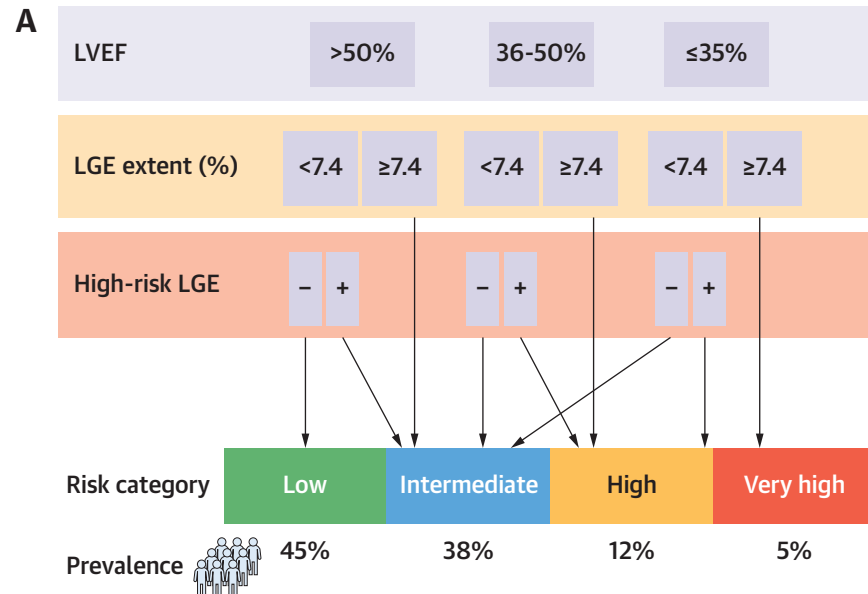 A
LVEF >50% 36-50% ≤35%
LGE extent (%) <7.4 ≥7.4 <7.4 ≥7.4 <7.4 ≥7.4
High-risk LGE – + – + – +
Risk category Low Intermediate High Very high
Prevalence 45% 38% 12% 5%